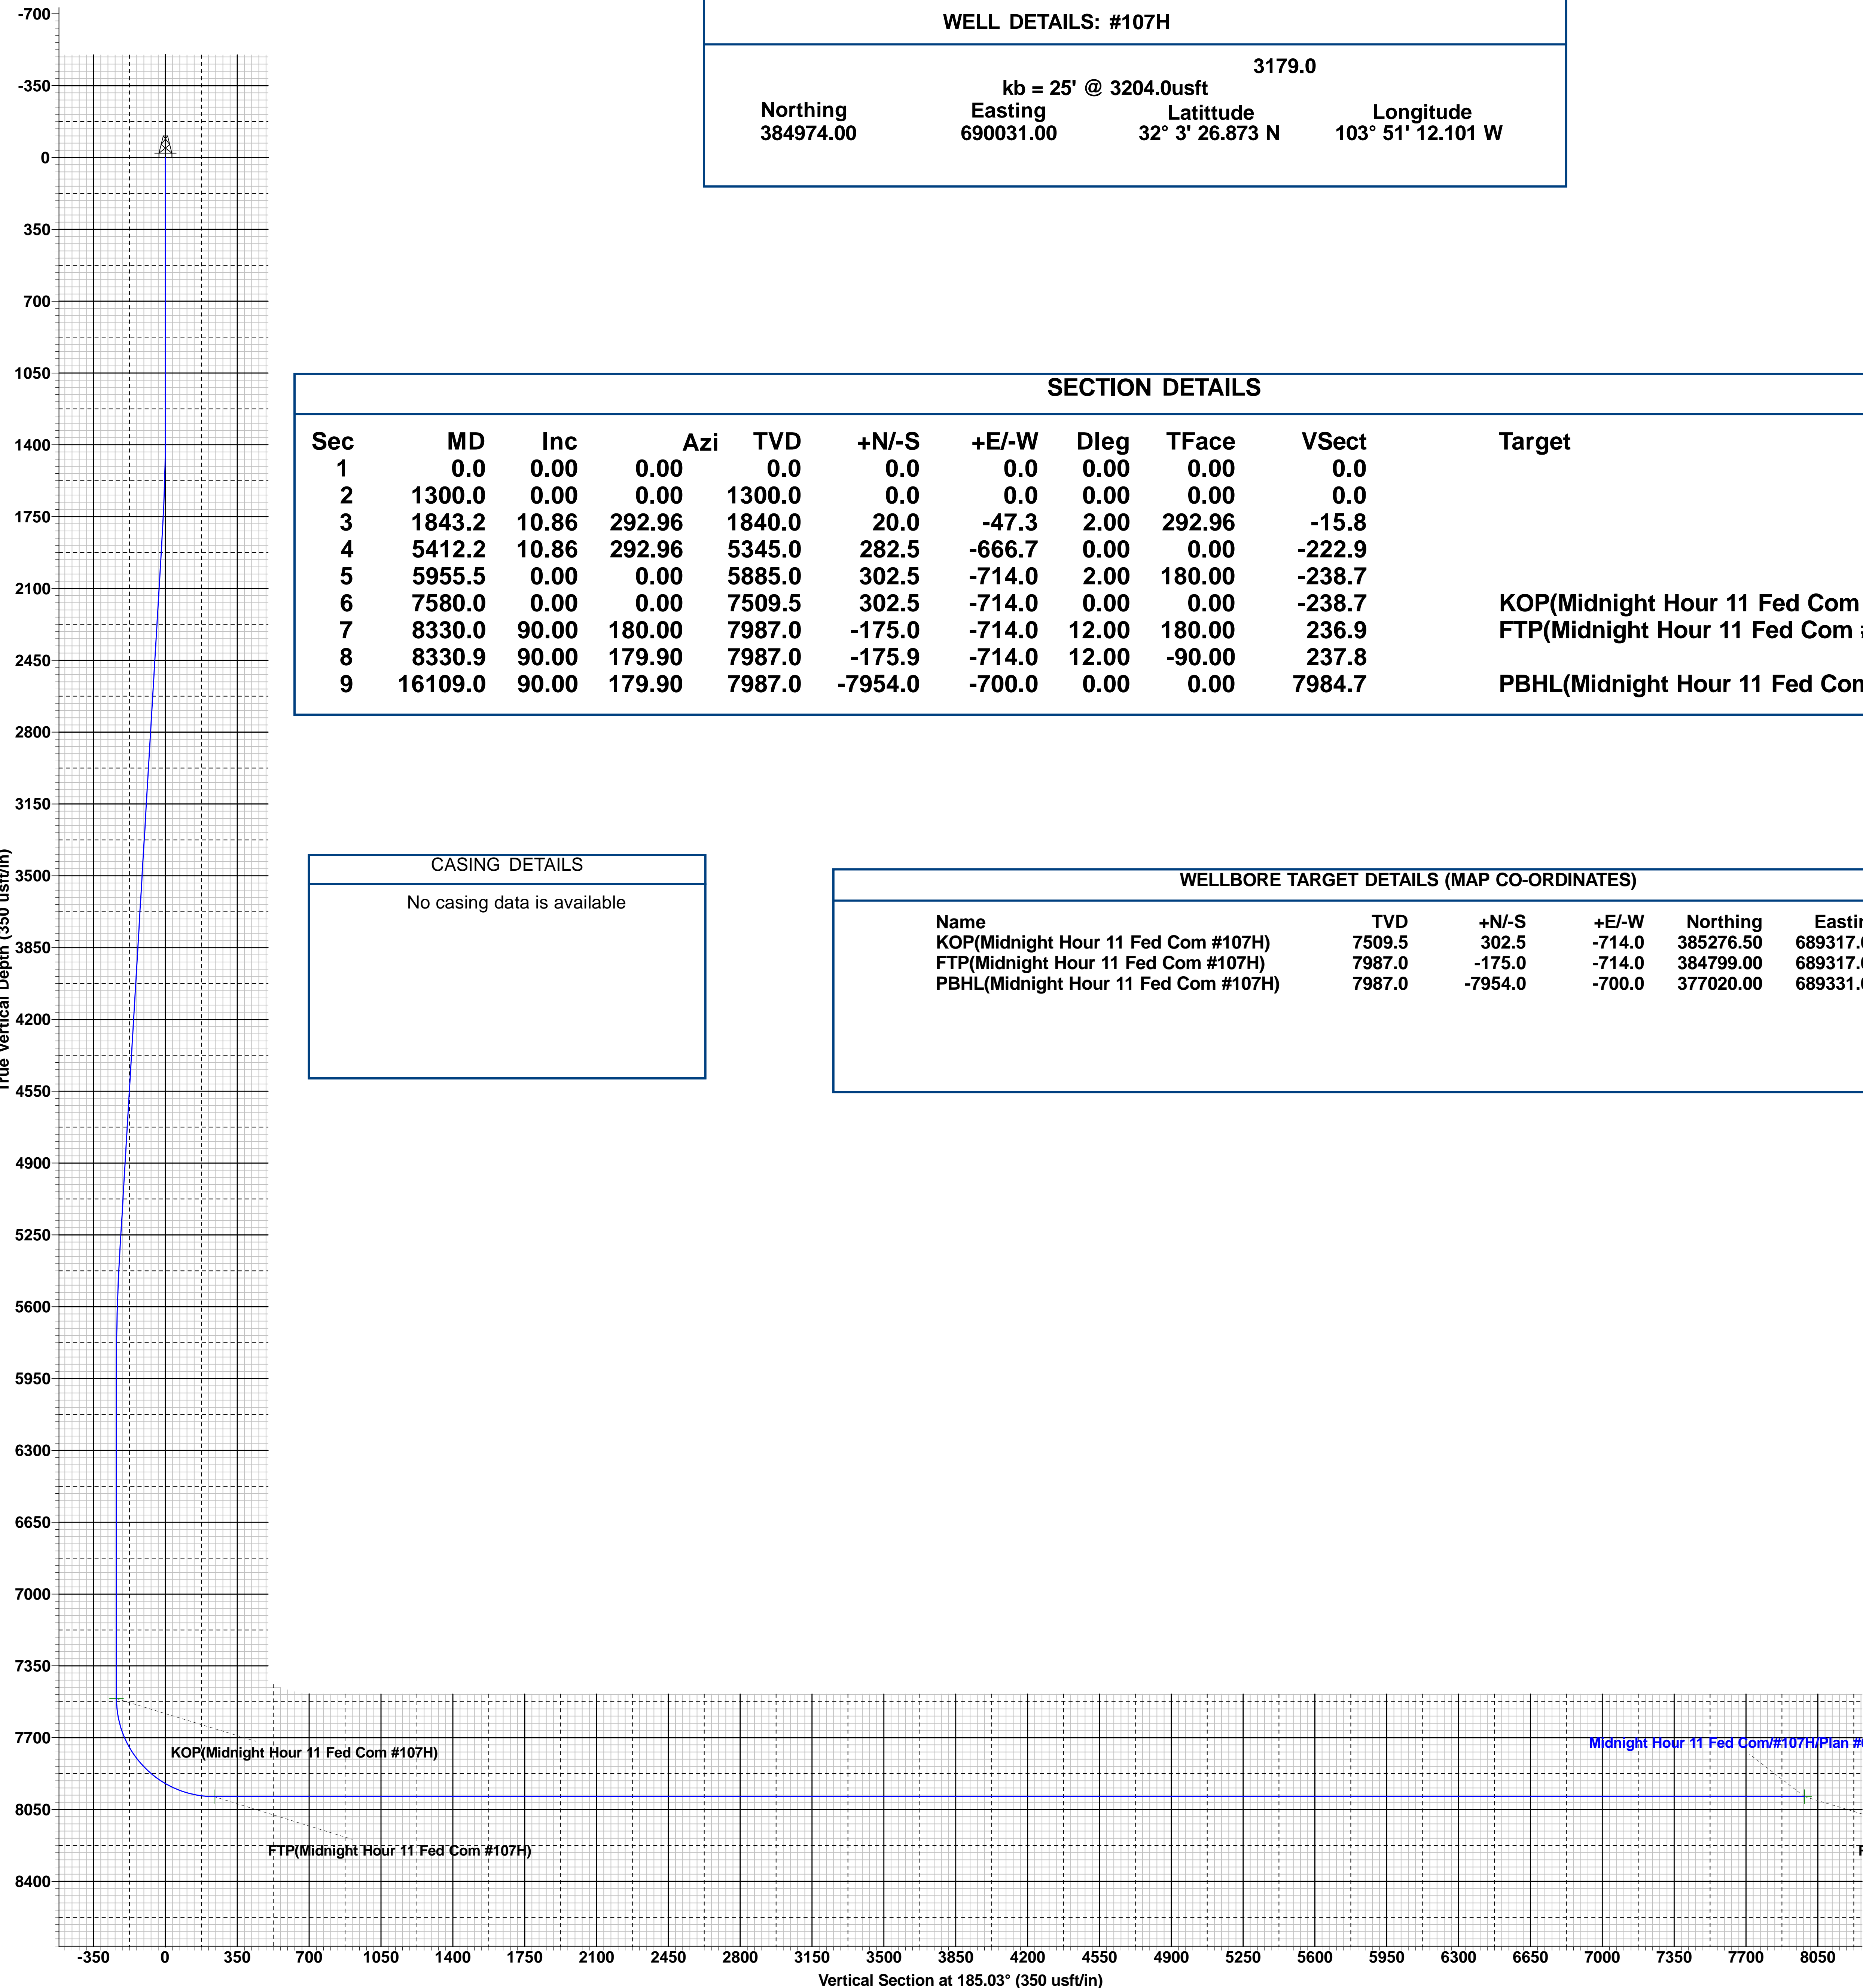 WELL DETAILS: #107H
3179.0
kb = 25' @ 3204.0usft
Northing Easting Latittude Longitude
384974.00 690031.00 32° 3' 26.873 N 103° 51' 12.101 W
SECTION DETAILS
Sec MD Inc Azi TVD +N/-S +E/-W Dleg TFace VSect Target
1 0.0 0.00 0.00 0.0 0.0 0.0 0.00 0.00 0.0
2 1300.0 0.00 0.00 1300.0 0.0 0.0 0.00 0.00 0.0
3 1843.2 10.86 292.96 1840.0 20.0 -47.3 2.00 292.96 -15.8
4 5412.2 10.86 292.96 5345.0 282.5 -666.7 0.00 0.00 -222.9
5 5955.5 0.00 0.00 5885.0 302.5 -714.0 2.00 180.00 -238.7
6 7580.0 0.00 0.00 7509.5 302.5 -714.0 0.00 0.00 -238.7 KOP(Midnight Hour 11 Fed Com
7 8330.0 90.00 180.00 7987.0 -175.0 -714.0 12.00 180.00 236.9 FTP(Midnight Hour 11 Fed Com #
8 8330.9 90.00 179.90 7987.0 -175.9 -714.0 12.00 -90.00 237.8
9 16109.0 90.00 179.90 7987.0 -7954.0 -700.0 0.00 0.00 7984.7 PBHL(Midnight Hour 11 Fed Com
CASING DETAILS
No casing data is available
WELLBORE TARGET DETAILS (MAP CO-ORDINATES)
Name TVD +N/-S +E/-W Northing Easting
KOP(Midnight Hour 11 Fed Com #107H) 7509.5 302.5 -714.0 385276.50 689317.0
FTP(Midnight Hour 11 Fed Com #107H) 7987.0 -175.0 -714.0 384799.00 689317.0
PBHL(Midnight Hour 11 Fed Com #107H) 7987.0 -7954.0 -700.0 377020.00 689331.0
-700
-350
0
350
700
1050
1400
1750
2100
2450
2800
3150
3500
3850
4200
4550
4900
5250
5600
5950
6300
6650
7000
7350
7700
8050
8400
True Vertical Depth (350 usft/in)
KOP(Midnight Hour 11 Fed Com #107H)
Midnight Hour 11 Fed Com/#107H/Plan #
FTP(Midnight Hour 11 Fed Com #107H)
-350 0 350 700 1050 1400 1750 2100 2450 2800 3150 3500 3850 4200 4550 4900 5250 5600 5950 6300 6650 7000 7350 7700 8050
Vertical Section at 185.03° (350 usft/in)